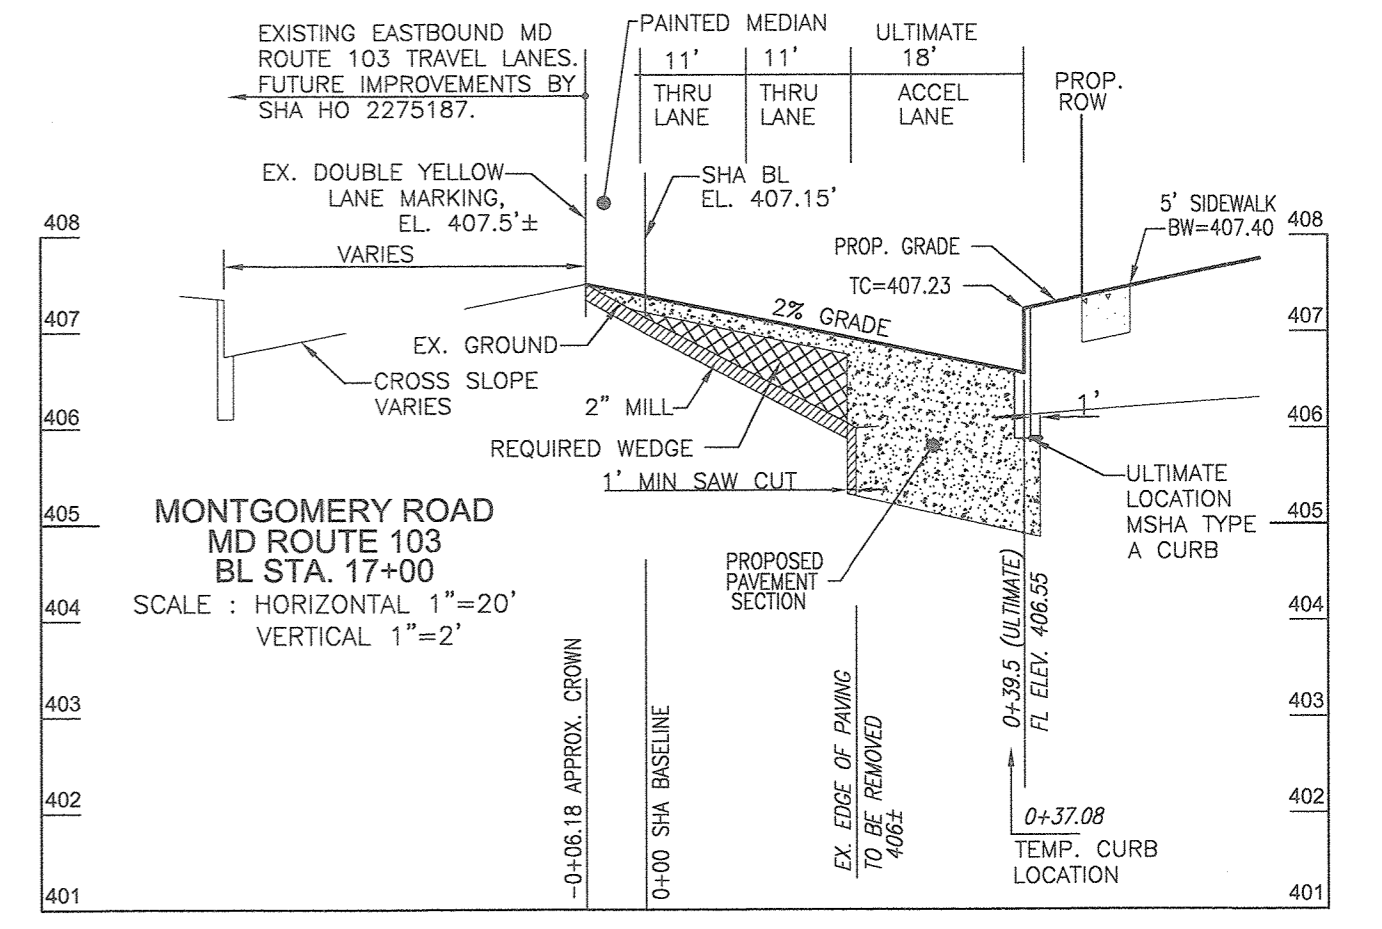 EXISTING EASTBOUND MD
ROUTE 103 TRAVEL LANES.
FUTURE IMPROVEMENTS BY
SHA HO 2275187.
PAINTED MEDIAN
ULTIMATE
11'
11'
18'
THRU
LANE
THRU
LANE
ACCEL
LANE
PROP.
ROW
EX. DOUBLE YELLOW
LANE MARKING,
EL. 407.5'±
SHA BL
EL. 407.15'
5' SIDEWALK
BW=407.40
PROP. GRADE
TC=407.23
VARIES
2% GRADE
EX. GROUND
CROSS SLOPE
VARIES
2" MILL
REQUIRED WEDGE
1' MIN SAW CUT
1'
ULTIMATE
LOCATION
MSHA TYPE
A CURB
PROPOSED
PAVEMENT
SECTION
MONTGOMERY ROAD
MD ROUTE 103
BL STA. 17+00
SCALE : HORIZONTAL 1"=20'
VERTICAL 1"=2'
408
407
406
405
404
403
402
401
408
407
406
405
404
403
402
401
-0+06.18 APPROX. CROWN
0+00 SHA BASELINE
EX. EDGE OF PAVING
TO BE REMOVED
406±
0+39.5 (ULTIMATE)
FL ELEV. 406.55
0+37.08
TEMP. CURB
LOCATION